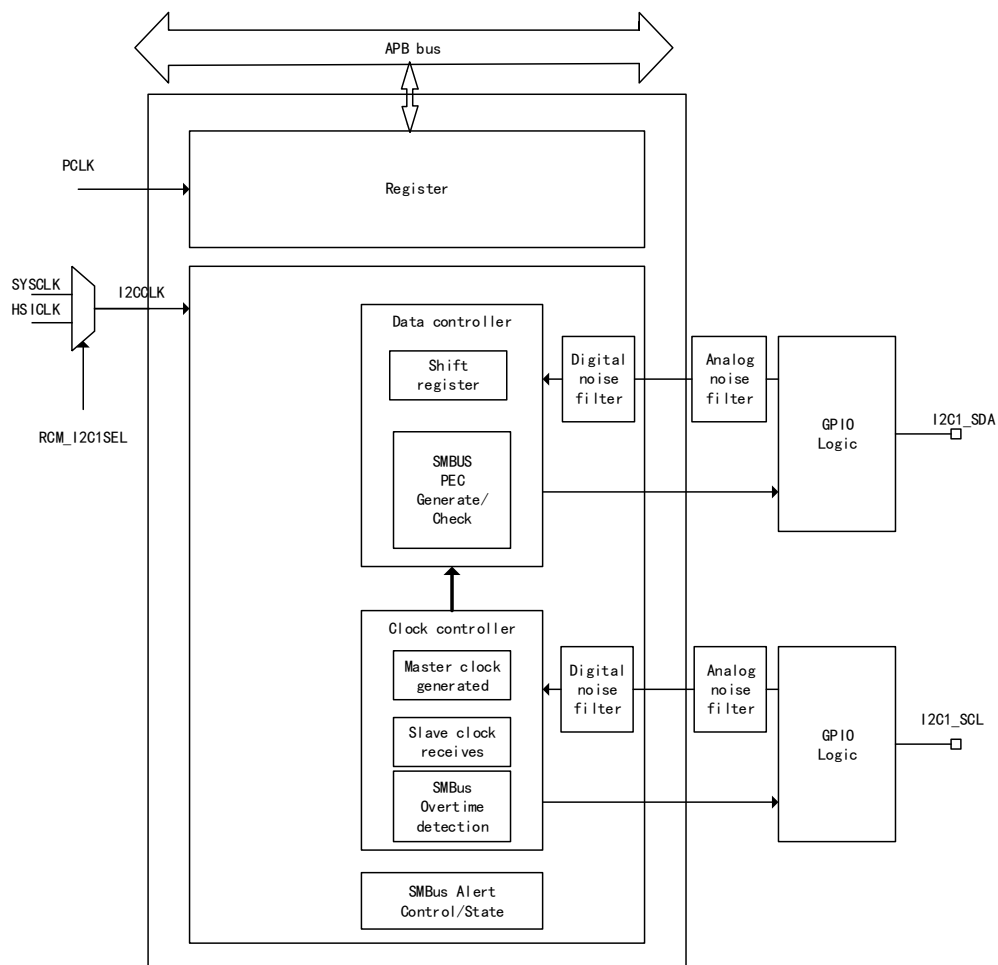 APB bus
PCLK
Register
SYSCLK
HSICLK
I2CCLK
RCM_I2C1SEL
Data controller
Shift
register
SMBUS
PEC
Generate/
Check
Digital
noise
filter
Analog
noise
filter
GPIO
Logic
I2C1_SDA
Clock controller
Master clock
generated
Slave clock
receives
SMBus
Overtime
detection
Digital
noise
filter
Analog
noise
filter
GPIO
Logic
I2C1_SCL
SMBus Alert
Control/State